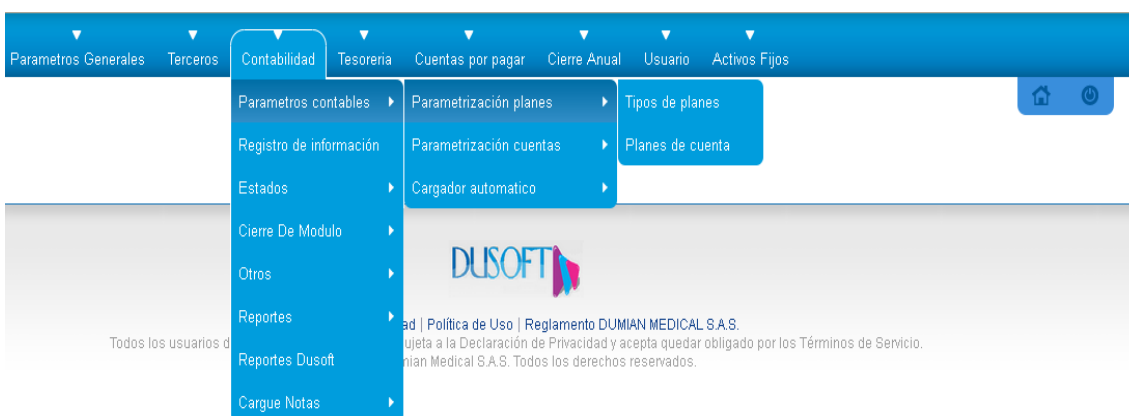 Parametros Generales Terceros Contabilidad Tesoreria Cuentas por pagar Cierre Anual Usuario Activos Fijos
Parametros contables Parametrización planes Tipos de planes
Registro de información Parametrización cuentas Planes de cuenta
Estados Cargador automatico
Cierre De Modulo
DUSOFT
Otros
Reportes
ad | Política de Uso | Reglamento DUMIAN MEDICAL S.A.S.
Todos los usuarios d ujeta a la Declaración de Privacidad y acepta quedar obligado por los Términos de Servicio.
Reportes Dusoft mian Medical S.A.S. Todos los derechos reservados.
Cargue Notas